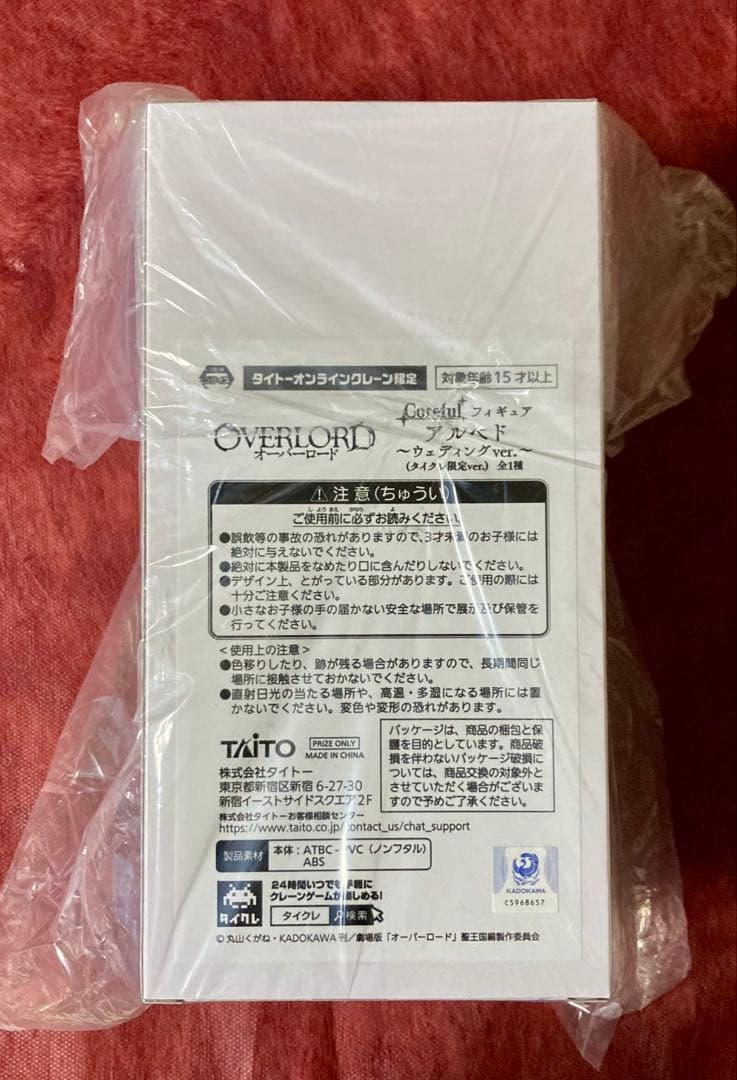 タイトーオンラインクレーン限定
対象年齢15才以上
OVERLORD
オーバーロード
Coreful フィギュア
アルベド
～ウェディングver.～
(タイクレ限定ver.) 全1種
⚠注意(ちゅうい)
ご使用前に必ずお読みください。
●誤飲等の事故の恐れがありますので、3才未満のお子様には
絶対に与えないでください。
●絶対に本製品をなめたり口に含んだりしないでください。
●デザイン上、とがっている部分があります。ご使用の際には
十分ご注意ください。
●小さなお子様の手の届かない安全な場所で展示及び保管を
行ってください。
<使用上の注意>
●色移りしたり、跡が残る場合がありますので、長期間同じ
場所に接触させておかないでください。
●直射日光の当たる場所や、高温・多湿になる場所には置
かないでください。変色や変形の恐れがあります。
TAITO
PRIZE ONLY
MADE IN CHINA
株式会社タイトー
東京都新宿区新宿6-27-30
新宿イーストサイドスクエア2F
株式会社タイトーお客様相談センター
https://www.taito.co.jp/contact_us/chat_support
パッケージは、商品の梱包と保
護を目的としています。商品破
損を伴わないパッケージ破損に
ついては、商品交換の対象外と
させていただく場合がございま
すので予めご了承ください。
製品素材
本体:ATBC-PVC(ノンフタル)
ABS
タイクレ
24時間いつでも手軽に
クレーンゲームが楽しめる!
タイクレ 検索
KADOKAWA
C5968657
©丸山くがね・KADOKAWA刊/劇場版「オーバーロード」聖王国編製作委員会